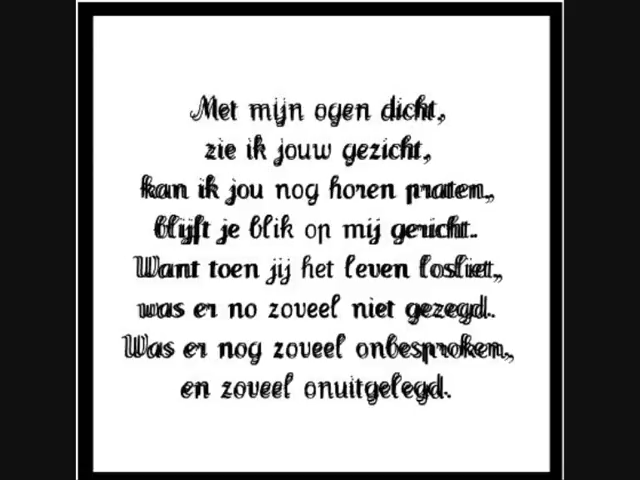 Met mijn ogen dicht,
zie ik jouw gezicht,
kan ik jou nog horen praten,
blijft je blik op mij gericht.
Want toen jij het leven losliet,
was er no zoveel niet gezegd.
Was er nog zoveel onbesproken,
en zoveel onuitgelegd.